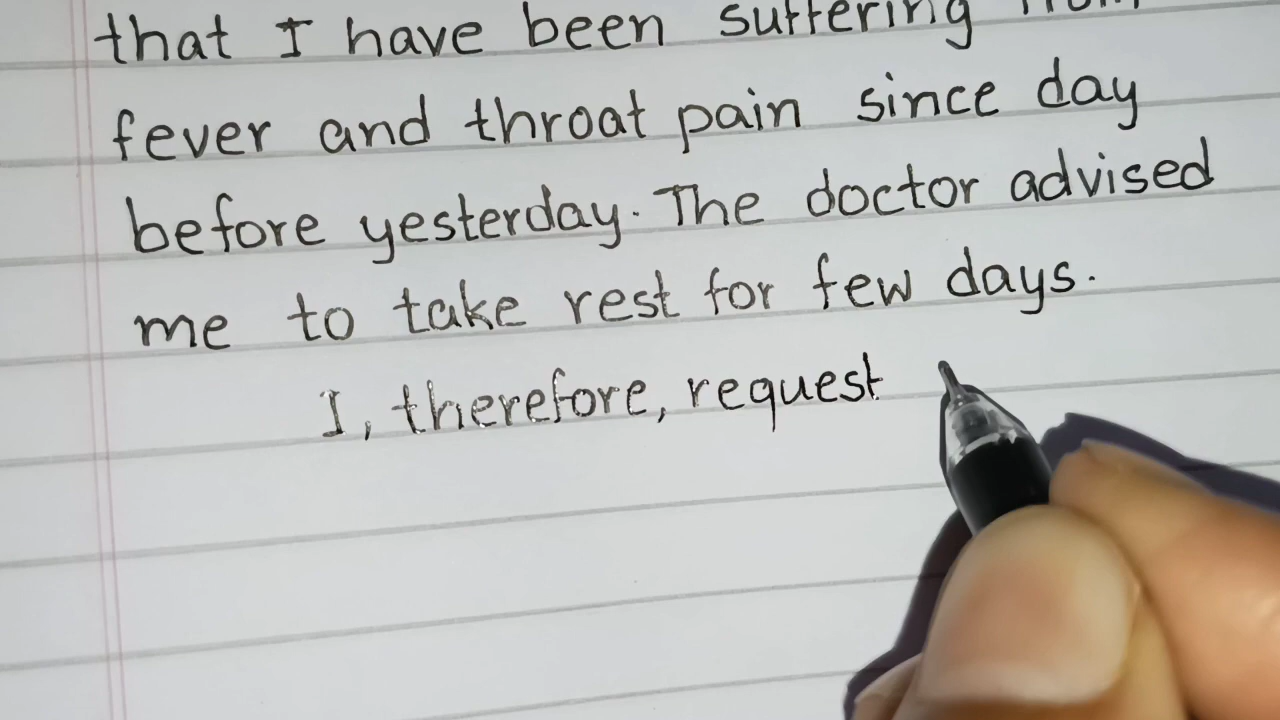 that I have been suffering from
fever and throat pain since day
before yesterday. The doctor advised
me to take rest for few days.
I, therefore, request